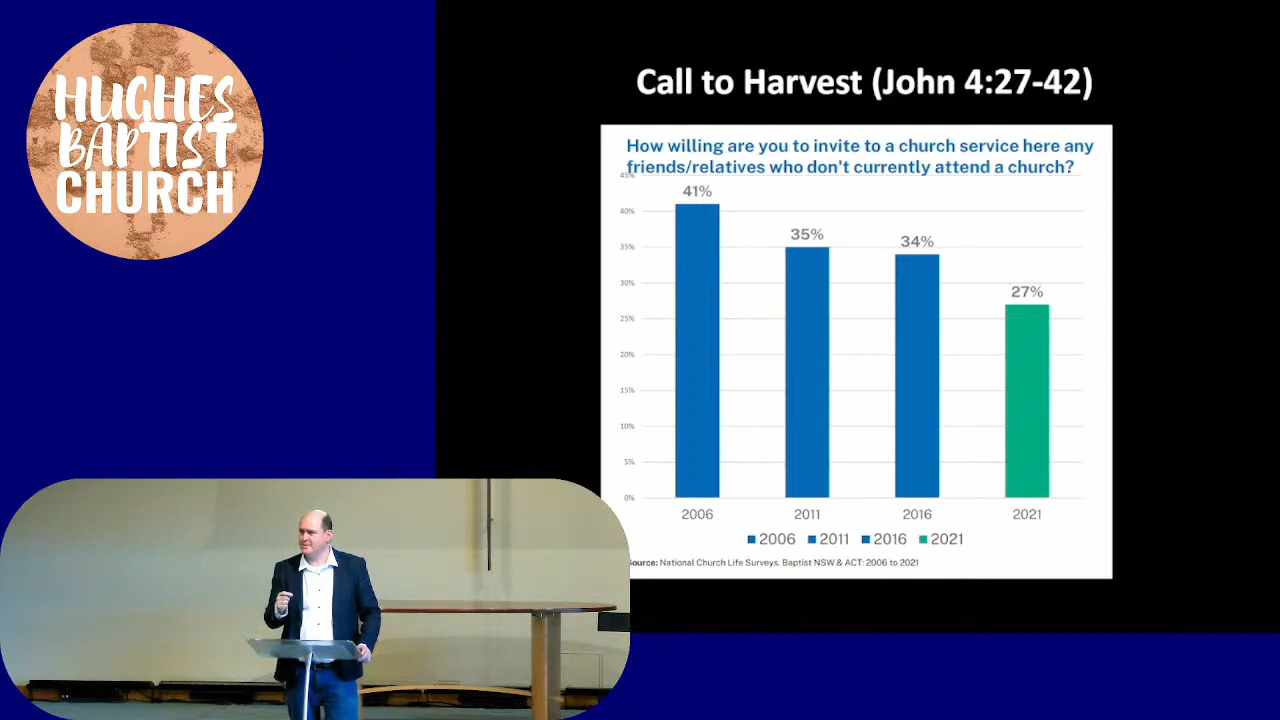 HUGHES
BAPTIST
CHURCH
Call to Harvest (John 4:27-42)
How willing are you to invite to a church service here any
friends/relatives who don't currently attend a church?
45%
41%
40%
35%
35%
34%
30%
27%
25%
20%
15%
10%
5%
0%
2006 2011 2016 2021
2006 2011 2016 2021
Source: National Church Life Surveys. Baptist NSW & ACT: 2006 to 2021